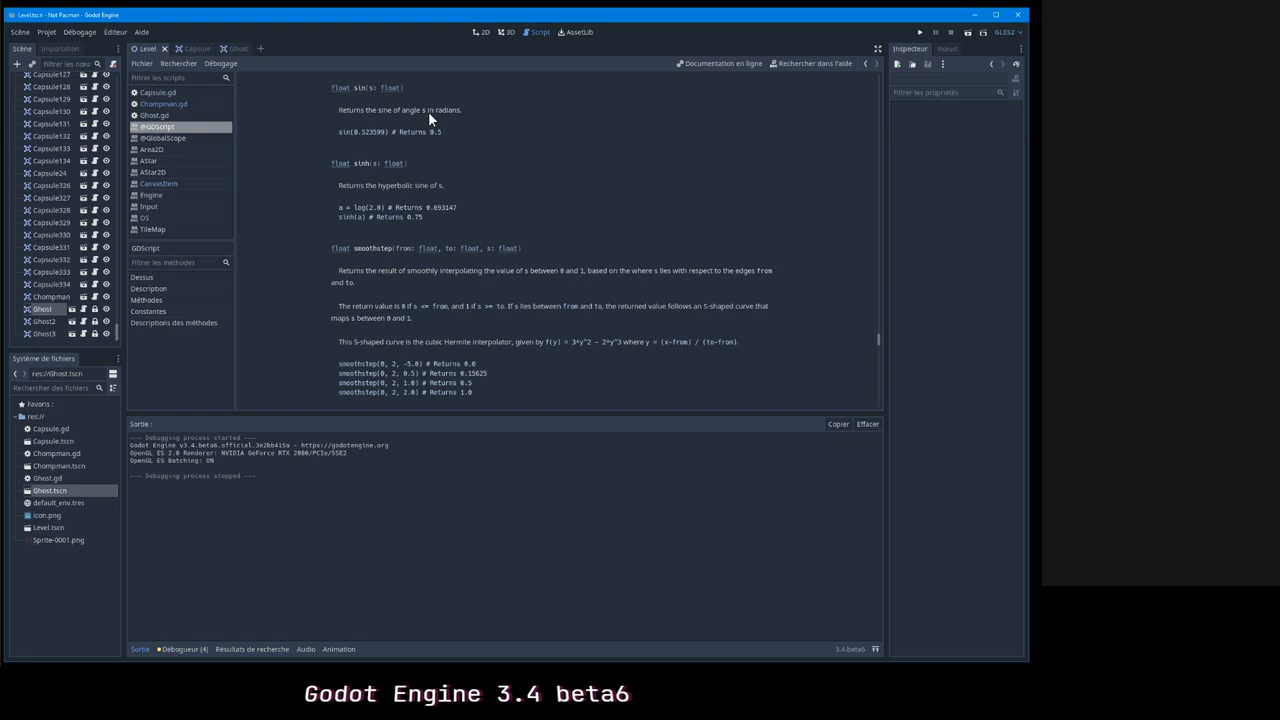 Level.tscn - Not Pacman - Godot Engine
Scène Projet Débogage Éditeur Aide 2D 3D Script AssetLib GLES2
Scène Importation Level Capsule Ghost Inspecteur Nœud
Filtrer les nœu Fichier Rechercher Débogage Documentation en ligne Rechercher dans l'aide
Filtrer les scripts
Filtrer les propriétés
Capsule127
Capsule128
Capsule129
Capsule130
Capsule131
Capsule132
Capsule133
Capsule134
Capsule24
Capsule326
Capsule327
Capsule328
Capsule329
Capsule330
Capsule331
Capsule332
Capsule333
Capsule334
Chompman
Ghost
Ghost2
Ghost3
Système de fichiers
res://Ghost.tscn
Rechercher des fichiers
Favoris :
res://
Capsule.gd
Capsule.tscn
Chompman.gd
Chompman.tscn
Ghost.gd
Ghost.tscn
default_env.tres
icon.png
Level.tscn
Sprite-0001.png
Capsule.gd
Chompman.gd
Ghost.gd
@GDScript
@GlobalScope
Area2D
AStar
AStar2D
CanvasItem
Engine
Input
OS
TileMap
GDScript
Filtrer les méthodes
Dessus
Description
Méthodes
Constantes
Descriptions des méthodes
float sin(s: float)
Returns the sine of angle s in radians.
sin(0.523599) # Returns 0.5
float sinh(s: float)
Returns the hyperbolic sine of s.
a = log(2.0) # Returns 0.693147
sinh(a) # Returns 0.75
float smoothstep(from: float, to: float, s: float)
Returns the result of smoothly interpolating the value of s between 0 and 1, based on the where s lies with respect to the edges from
and to.
The return value is 0 if s <= from, and 1 if s >= to. If s lies between from and to, the returned value follows an S-shaped curve that
maps s between 0 and 1.
This S-shaped curve is the cubic Hermite interpolator, given by f(y) = 3*y^2 - 2*y^3 where y = (x-from) / (to-from).
smoothstep(0, 2, -5.0) # Returns 0.0
smoothstep(0, 2, 0.5) # Returns 0.15625
smoothstep(0, 2, 1.0) # Returns 0.5
smoothstep(0, 2, 2.0) # Returns 1.0
Sortie : Copier Effacer
--- Debugging process started ---
Godot Engine v3.4.beta6.official.3e2bb415a - https://godotengine.org
OpenGL ES 2.0 Renderer: NVIDIA GeForce RTX 2080/PCIe/SSE2
OpenGL ES Batching: ON
--- Debugging process stopped ---
Sortie Débogueur (4) Résultats de recherche Audio Animation 3.4.beta6
Godot Engine 3.4 beta6